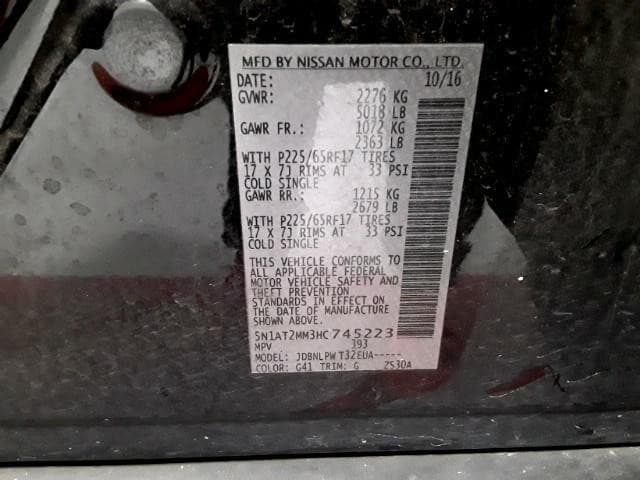 MFD BY NISSAN MOTOR CO., LTD.
DATE: 10/16
GVWR: 2276 KG
5018 LB
GAWR FR.: 1072 KG
2363 LB
WITH P225/65RF17 TIRES
17 X 7J RIMS AT 33 PSI
COLD SINGLE
GAWR RR.: 1215 KG
2679 LB
WITH P225/65RF17 TIRES
17 X 7J RIMS AT 33 PSI
COLD SINGLE
THIS VEHICLE CONFORMS TO
ALL APPLICABLE FEDERAL
MOTOR VEHICLE SAFETY AND
THEFT PREVENTION
STANDARDS IN EFFECT ON
THE DATE OF MANUFACTURE
SHOWN ABOVE.
5N1AT2MM3HC745223
MPV 393
MODEL: JDBNLPW T32EUA-----
COLOR: G41 TRIM: G ZS30A